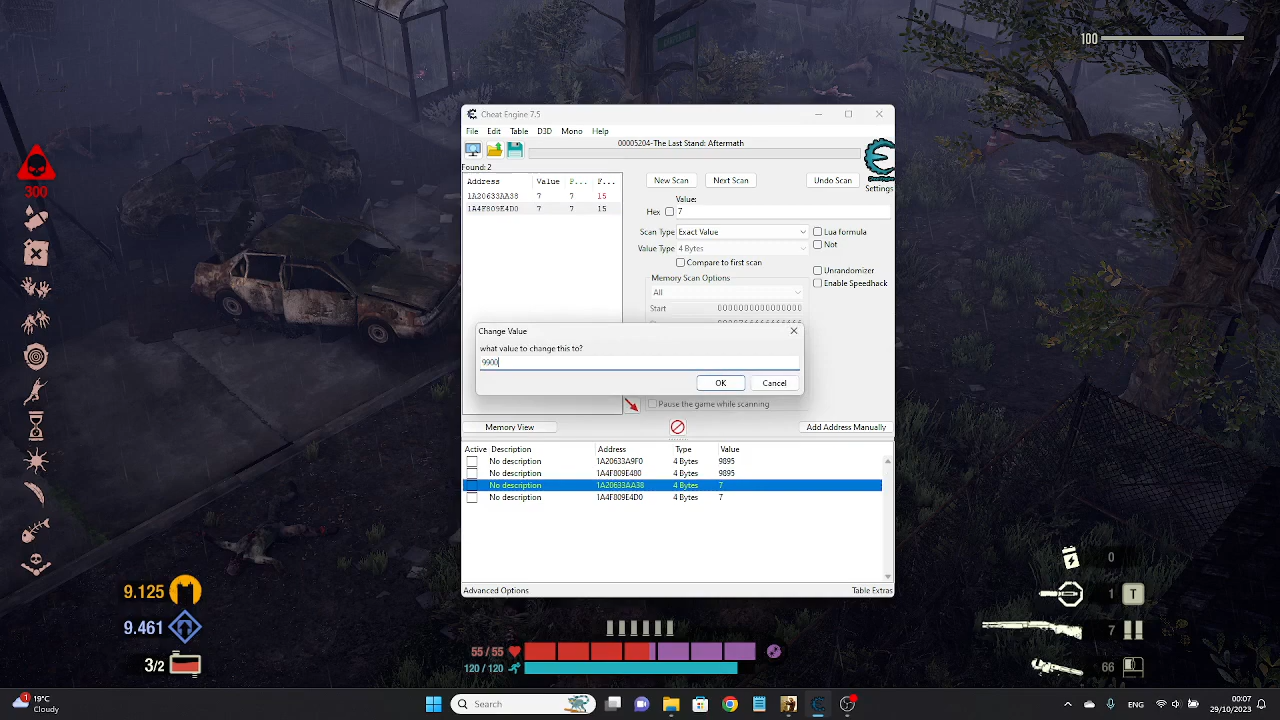 100
Cheat Engine 7.5
File Edit Table D3D Mono Help
00005204-The Last Stand: Aftermath
Found: 2
Settings
Address Value P... F...
1A20633AA38 7 7 15
1A4F809E4D0 7 7 15
New Scan Next Scan Undo Scan
Value:
Hex 7
Scan Type Exact Value Lua formula
Not
Value Type 4 Bytes
Compare to first scan
Memory Scan Options
Unrandomizer
All
Enable Speedhack
Start 0000000000000000
Change Value
what value to change this to?
9900
OK Cancel
Pause the game while scanning
Memory View Add Address Manually
Active Description Address Type Value
No description 1A20633A9F0 4 Bytes 9895
No description 1A4F809E480 4 Bytes 9895
No description 1A20633AA38 4 Bytes 7
No description 1A4F809E4D0 4 Bytes 7
Advanced Options Table Extras
300
9.125
9.461
3/2
55 / 55
120 / 120
0
1 T
7
66
19°C
Cloudy
Search
ENG
00:07
29/10/2023